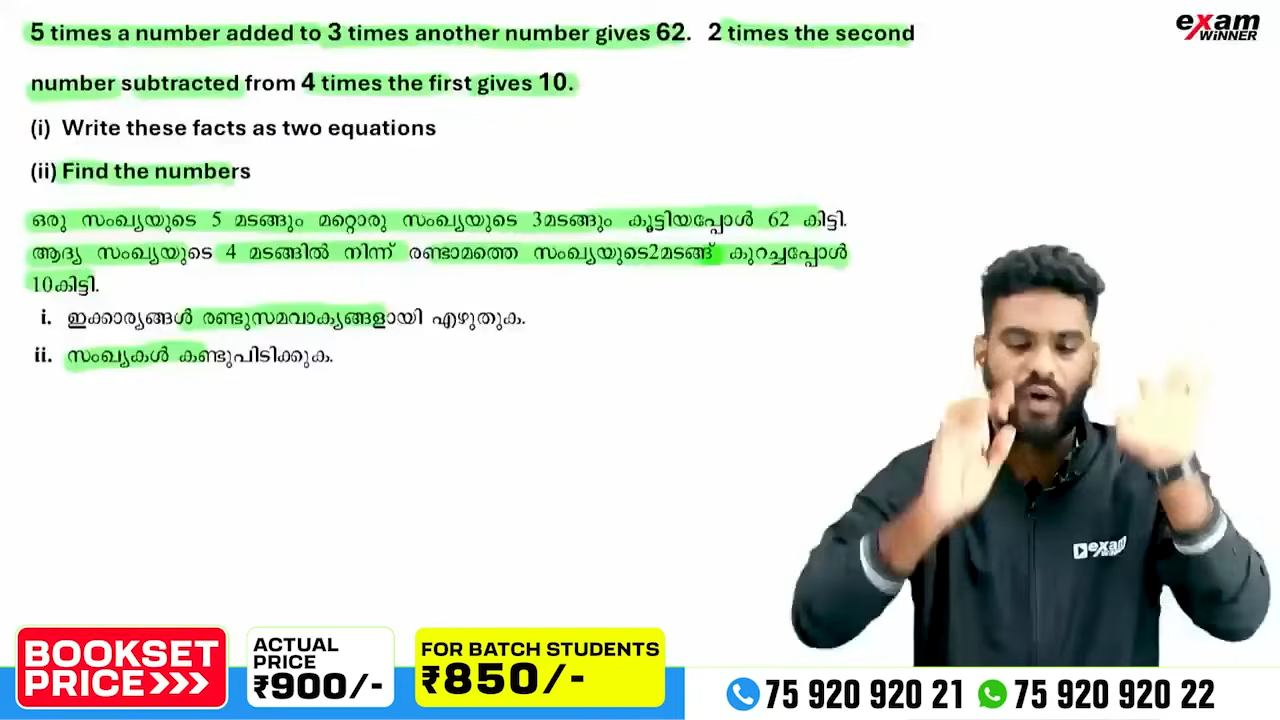 5 times a number added to 3 times another number gives 62. 2 times the second
number subtracted from 4 times the first gives 10.
(i) Write these facts as two equations
(ii) Find the numbers
ഒരു സംഖ്യയുടെ 5 മടങ്ങും മറ്റൊരു സംഖ്യയുടെ 3മടങ്ങും കൂട്ടിയപ്പോൾ 62 കിട്ടി.
ആദ്യ സംഖ്യയുടെ 4 മടങ്ങിൽ നിന്ന് രണ്ടാമത്തെ സംഖ്യയുടെ2മടങ്ങ് കുറച്ചപ്പോൾ
10കിട്ടി.
i. ഇക്കാര്യങ്ങൾ രണ്ടുസമവാക്യങ്ങളായി എഴുതുക.
ii. സംഖ്യകൾ കണ്ടുപിടിക്കുക.
exam
WiNNER
exam
BOOKSET
PRICE>>>
ACTUAL
PRICE
₹900/-
FOR BATCH STUDENTS
₹850/-
75 920 920 21 75 920 920 22